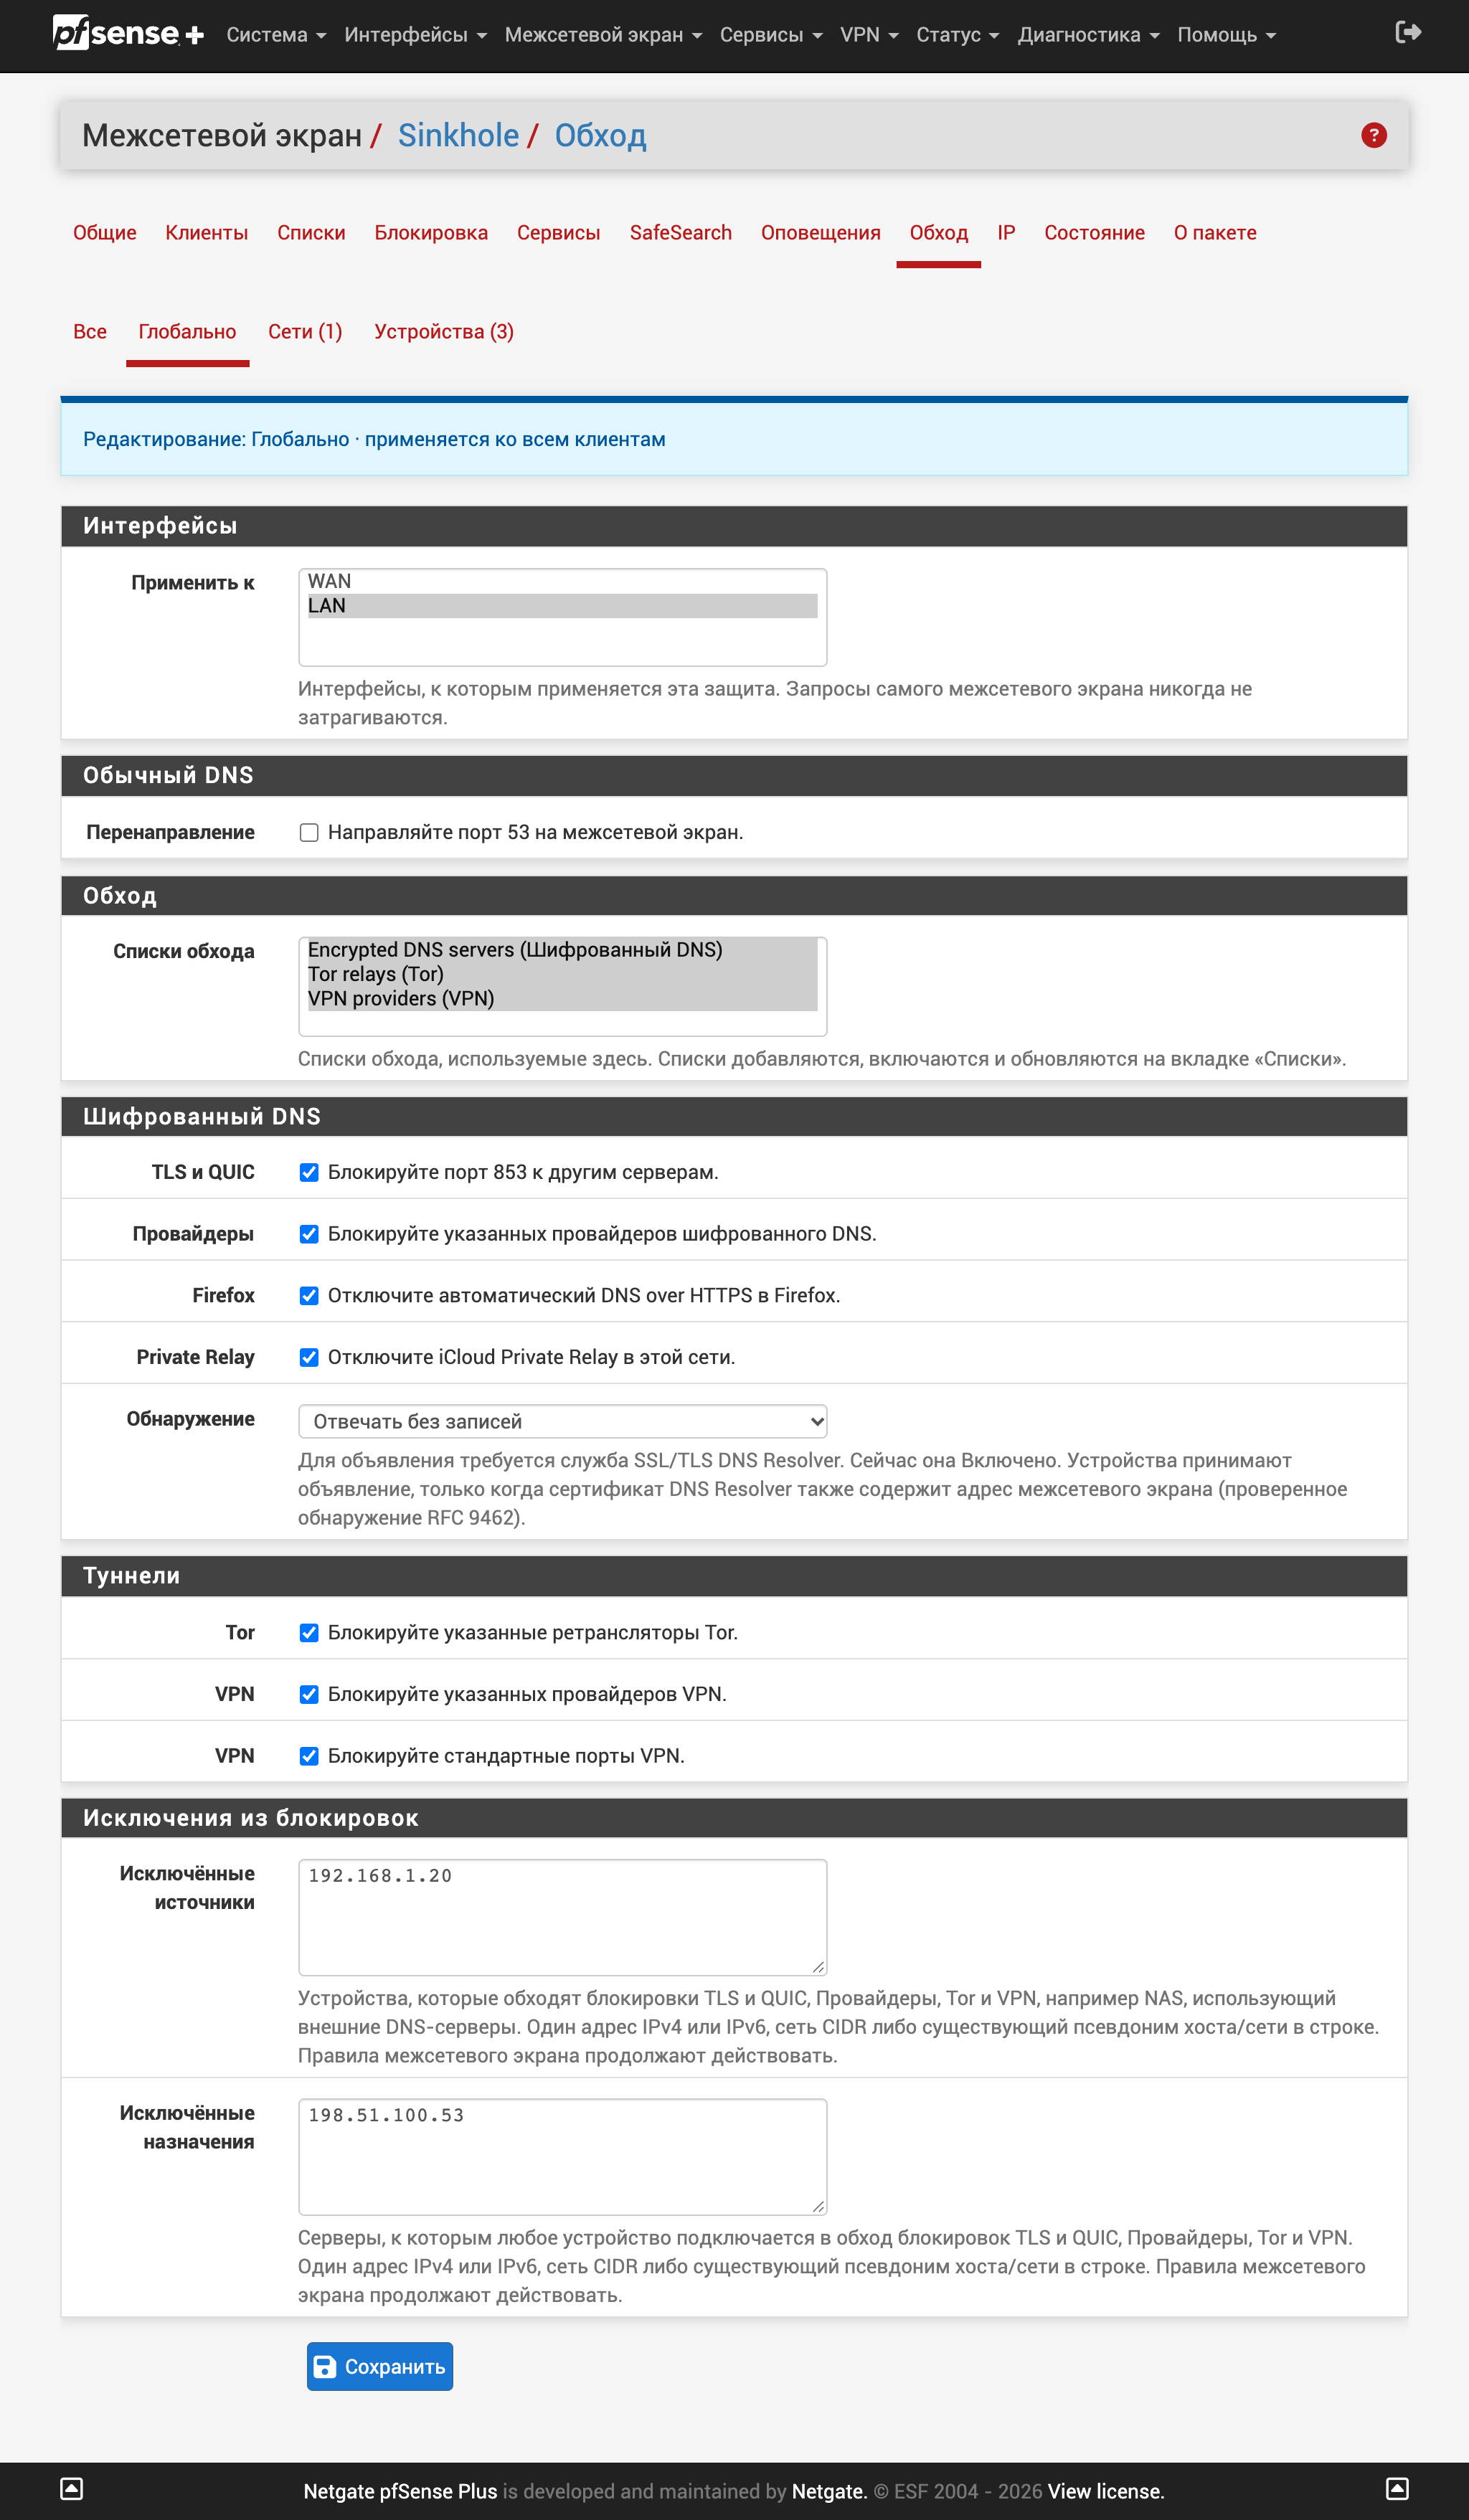 pfsense +
Система Интерфейсы Межсетевой экран Сервисы VPN Статус Диагностика Помощь
Межсетевой экран / Sinkhole / Обход
Общие Клиенты Списки Блокировка Сервисы SafeSearch Оповещения Обход IP Состояние О пакете
Все Глобально Сети (1) Устройства (3)
Редактирование: Глобально · применяется ко всем клиентам
Интерфейсы
Применить к
WAN
LAN
Интерфейсы, к которым применяется эта защита. Запросы самого межсетевого экрана никогда не
затрагиваются.
Обычный DNS
Перенаправление Направляйте порт 53 на межсетевой экран.
Обход
Списки обхода
Encrypted DNS servers (Шифрованный DNS)
Tor relays (Tor)
VPN providers (VPN)
Списки обхода, используемые здесь. Списки добавляются, включаются и обновляются на вкладке «Списки».
Шифрованный DNS
TLS и QUIC Блокируйте порт 853 к другим серверам.
Провайдеры Блокируйте указанных провайдеров шифрованного DNS.
Firefox Отключите автоматический DNS over HTTPS в Firefox.
Private Relay Отключите iCloud Private Relay в этой сети.
Обнаружение Отвечать без записей
Для объявления требуется служба SSL/TLS DNS Resolver. Сейчас она Включено. Устройства принимают
объявление, только когда сертификат DNS Resolver также содержит адрес межсетевого экрана (проверенное
обнаружение RFC 9462).
Туннели
Tor Блокируйте указанные ретрансляторы Tor.
VPN Блокируйте указанных провайдеров VPN.
VPN Блокируйте стандартные порты VPN.
Исключения из блокировок
Исключённые
источники
192.168.1.20
Устройства, которые обходят блокировки TLS и QUIC, Провайдеры, Tor и VPN, например NAS, использующий
внешние DNS-серверы. Один адрес IPv4 или IPv6, сеть CIDR либо существующий псевдоним хоста/сети в строке.
Правила межсетевого экрана продолжают действовать.
Исключённые
назначения
198.51.100.53
Серверы, к которым любое устройство подключается в обход блокировок TLS и QUIC, Провайдеры, Tor и VPN.
Один адрес IPv4 или IPv6, сеть CIDR либо существующий псевдоним хоста/сети в строке. Правила межсетевого
экрана продолжают действовать.
Сохранить
Netgate pfSense Plus is developed and maintained by Netgate. © ESF 2004 - 2026 View license.